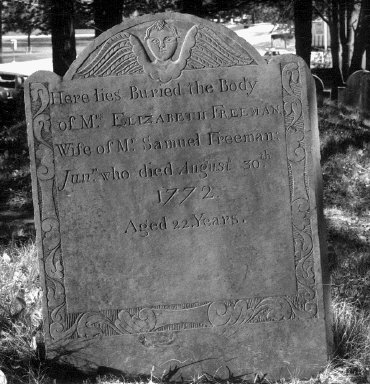 Here lies Buried the Body
of Mrs. ELIZABETH FREEMAN
Wife of Mr. Samuel Freeman
Junr. who died August 30th
1772.
Aged 22 Years.